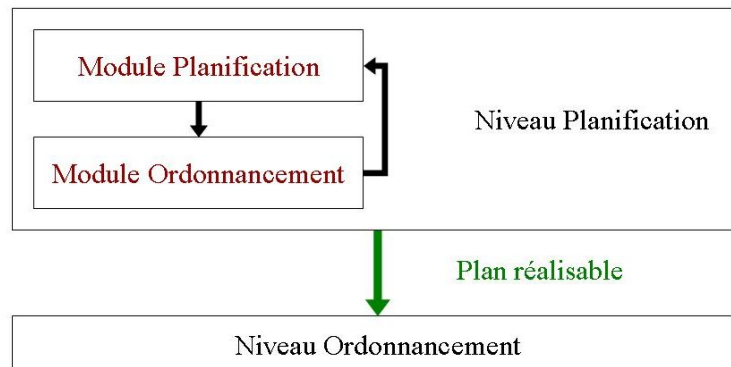 Module Planification
Niveau Planification
Module Ordonnancement
Plan réalisable
Niveau Ordonnancement